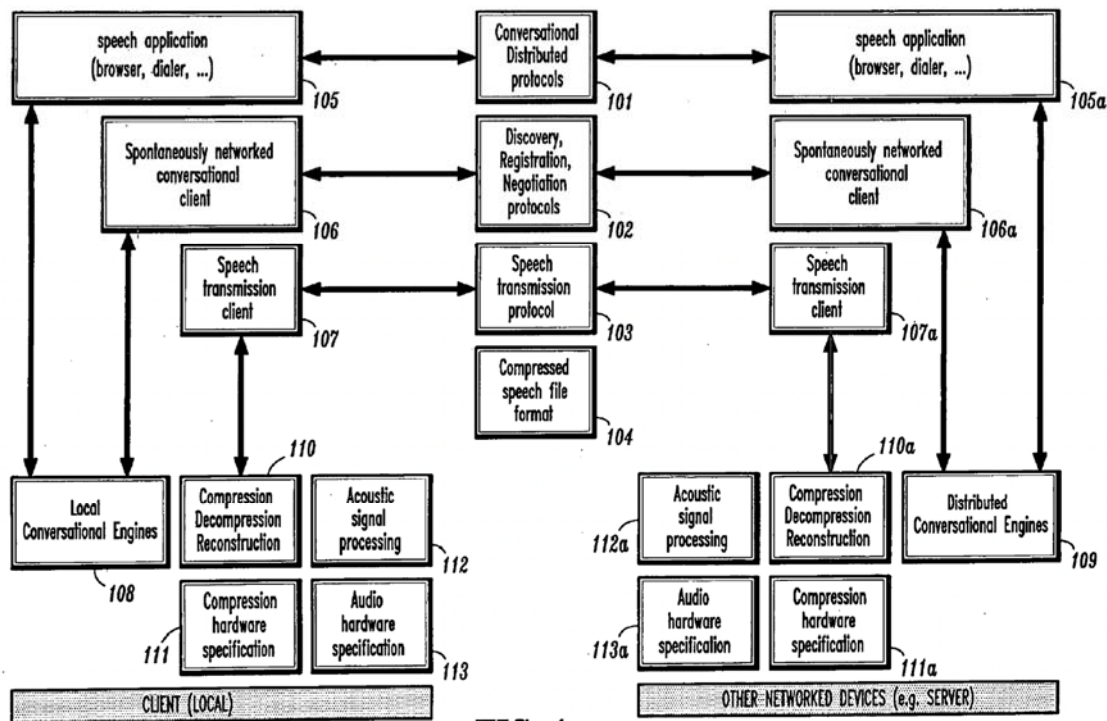 speech application
(browser, dialer, ...)
105
Conversational
Distributed
protocols
101
speech application
(browser, dialer, ...)
105a
Spontaneously networked
conversational
client
106
Discovery,
Registration,
Negotiation
protocols
102
Spontaneously networked
conversational
client
106a
Speech
transmission
client
107
Speech
transmission
protocol
103
Speech
transmission
client
107a
Compressed
speech file
format
104
Local
Conversational Engines
108
110
Compression
Decompression
Reconstruction
Acoustic
signal
processing
112
Acoustic
signal
processing
112a
110a
Compression
Decompression
Reconstruction
Distributed
Conversational Engines
109
Compression
hardware
specification
111
Audio
hardware
specification
113
Audio
hardware
specification
113a
Compression
hardware
specification
111a
CLIENT (LOCAL)
OTHER NETWORKED DEVICES (e.g. SERVER)